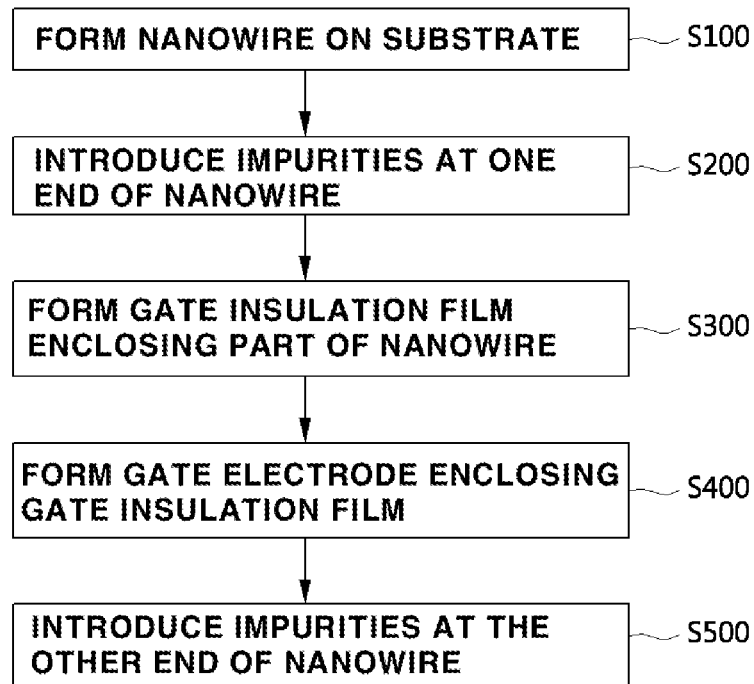 FORM NANOWIRE ON SUBSTRATE
S100
INTRODUCE IMPURITIES AT ONE
END OF NANOWIRE
S200
FORM GATE INSULATION FILM
ENCLOSING PART OF NANOWIRE
S300
FORM GATE ELECTRODE ENCLOSING
GATE INSULATION FILM
S400
INTRODUCE IMPURITIES AT THE
OTHER END OF NANOWIRE
S500